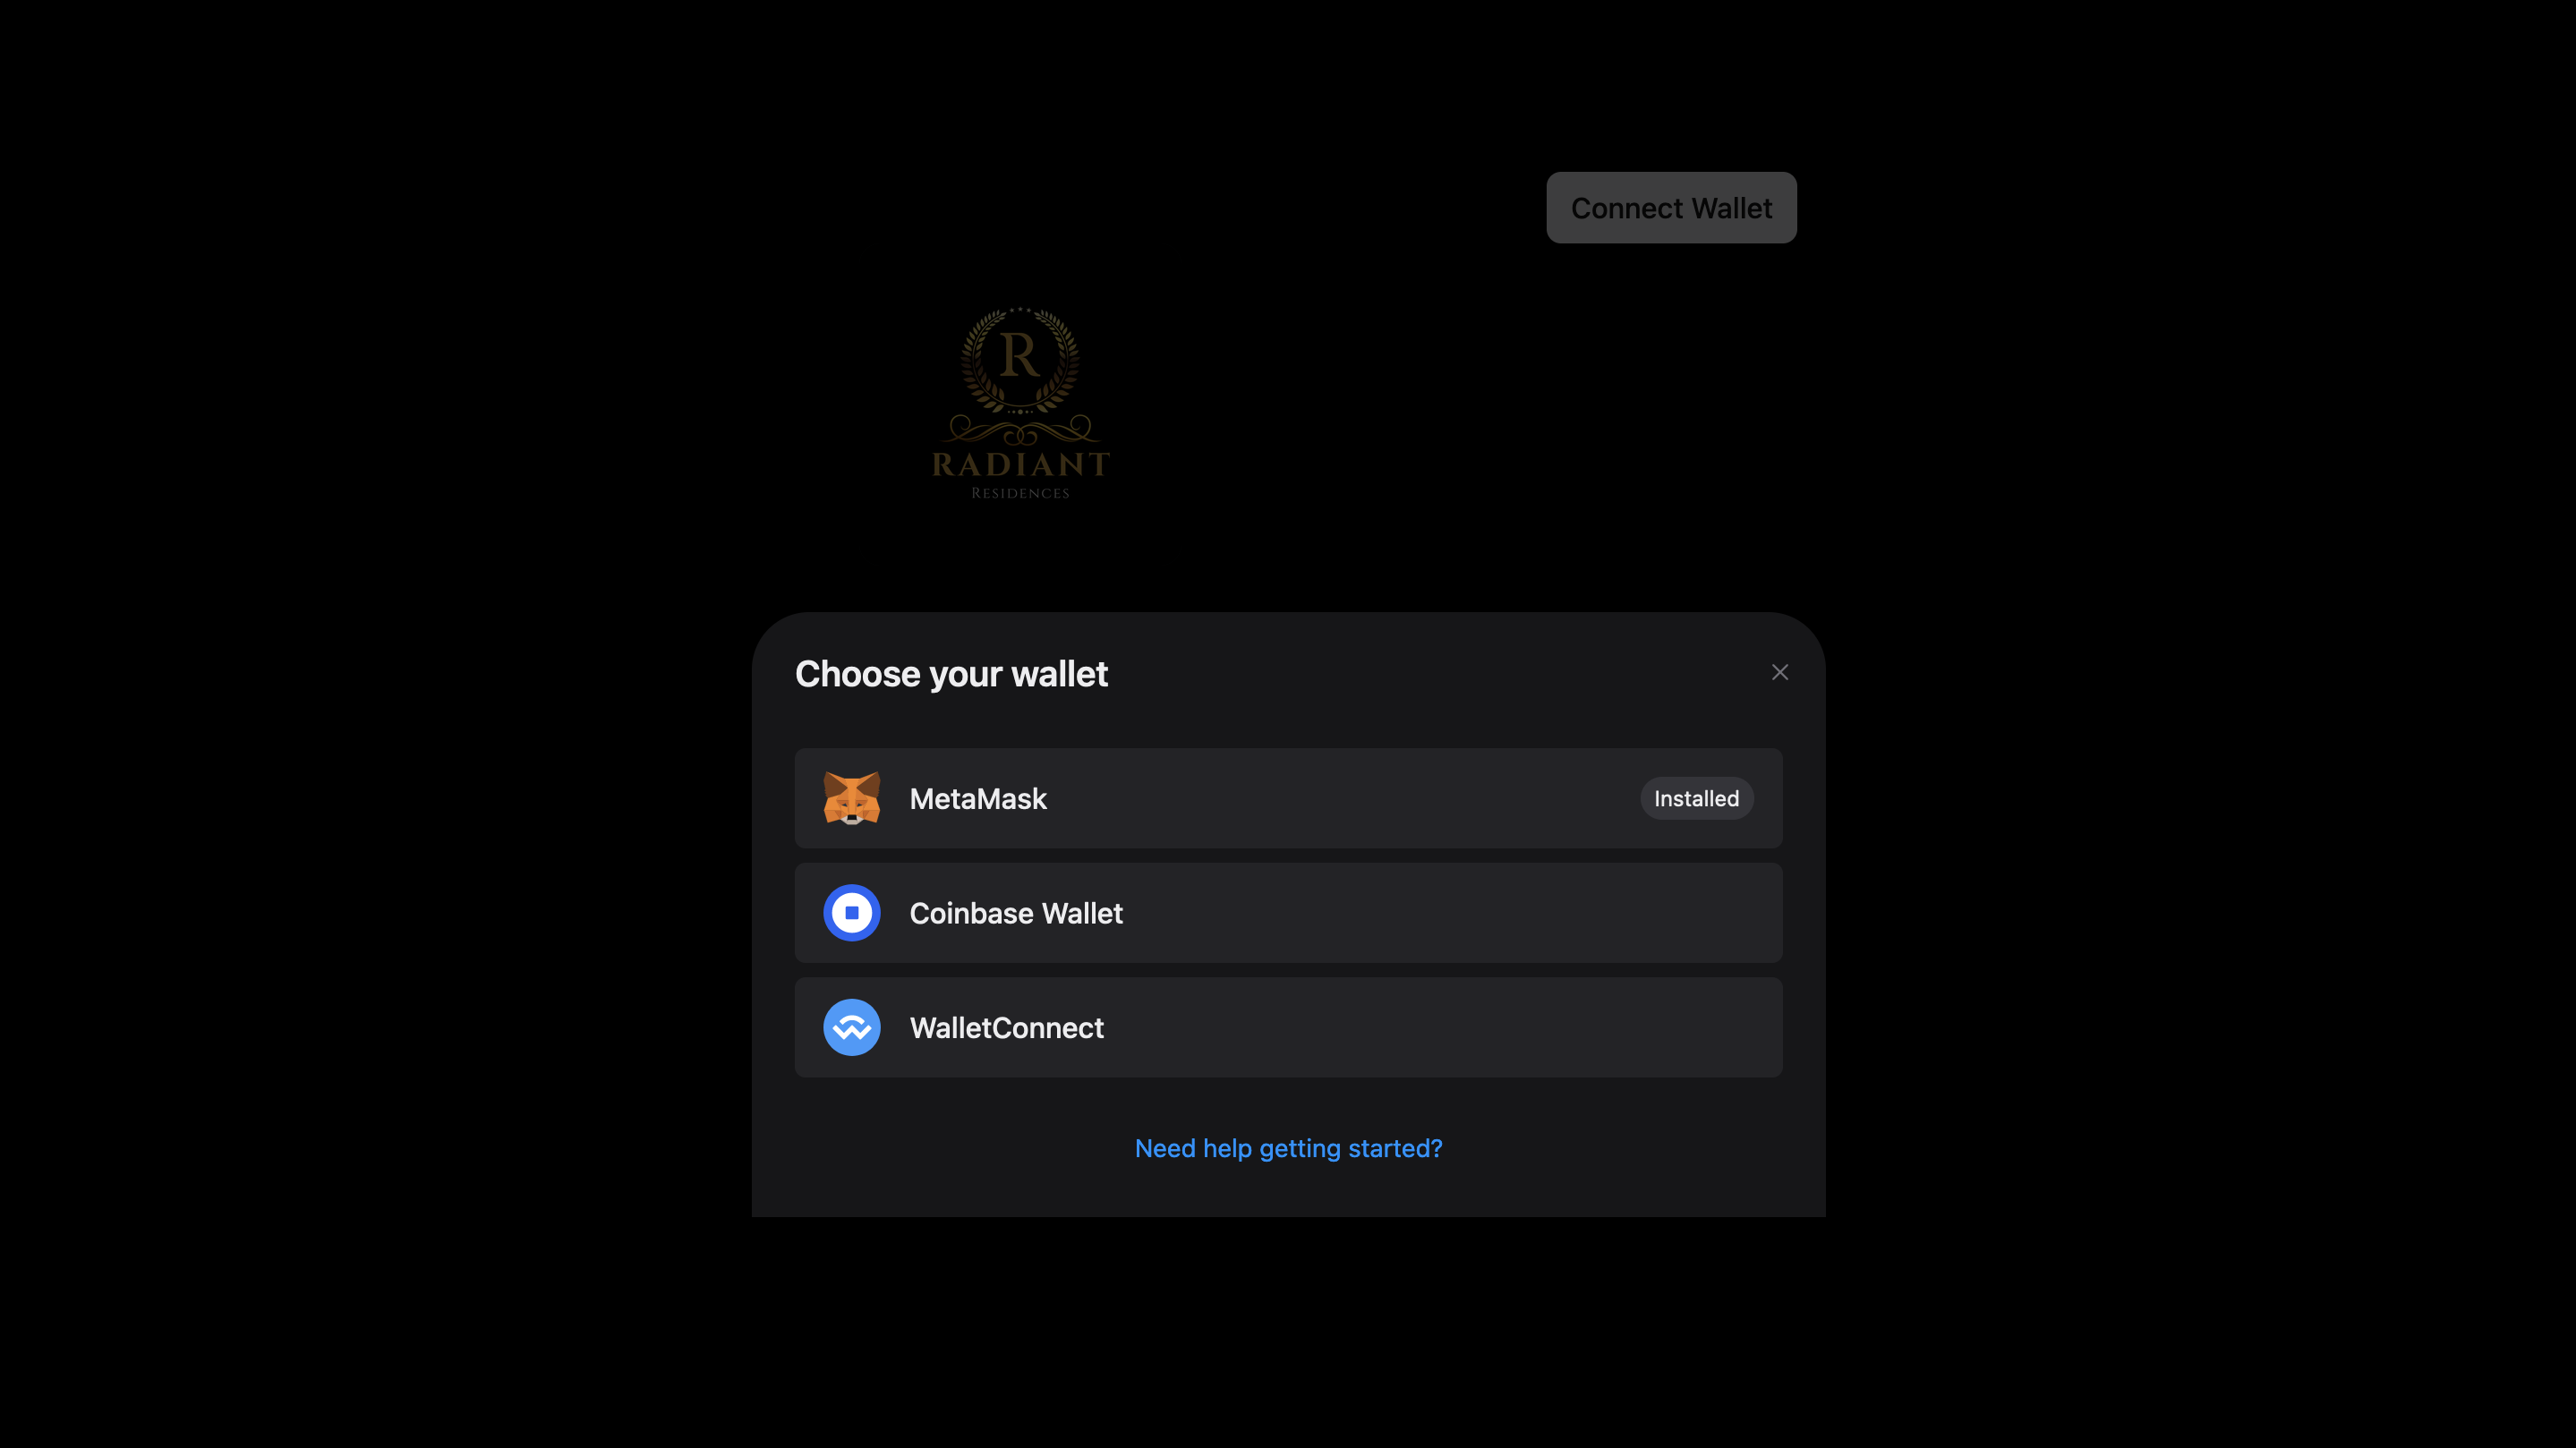 Connect Wallet
R
RADIANT
RESIDENCES
Choose your wallet
MetaMask
Installed
Coinbase Wallet
WalletConnect
Need help getting started?